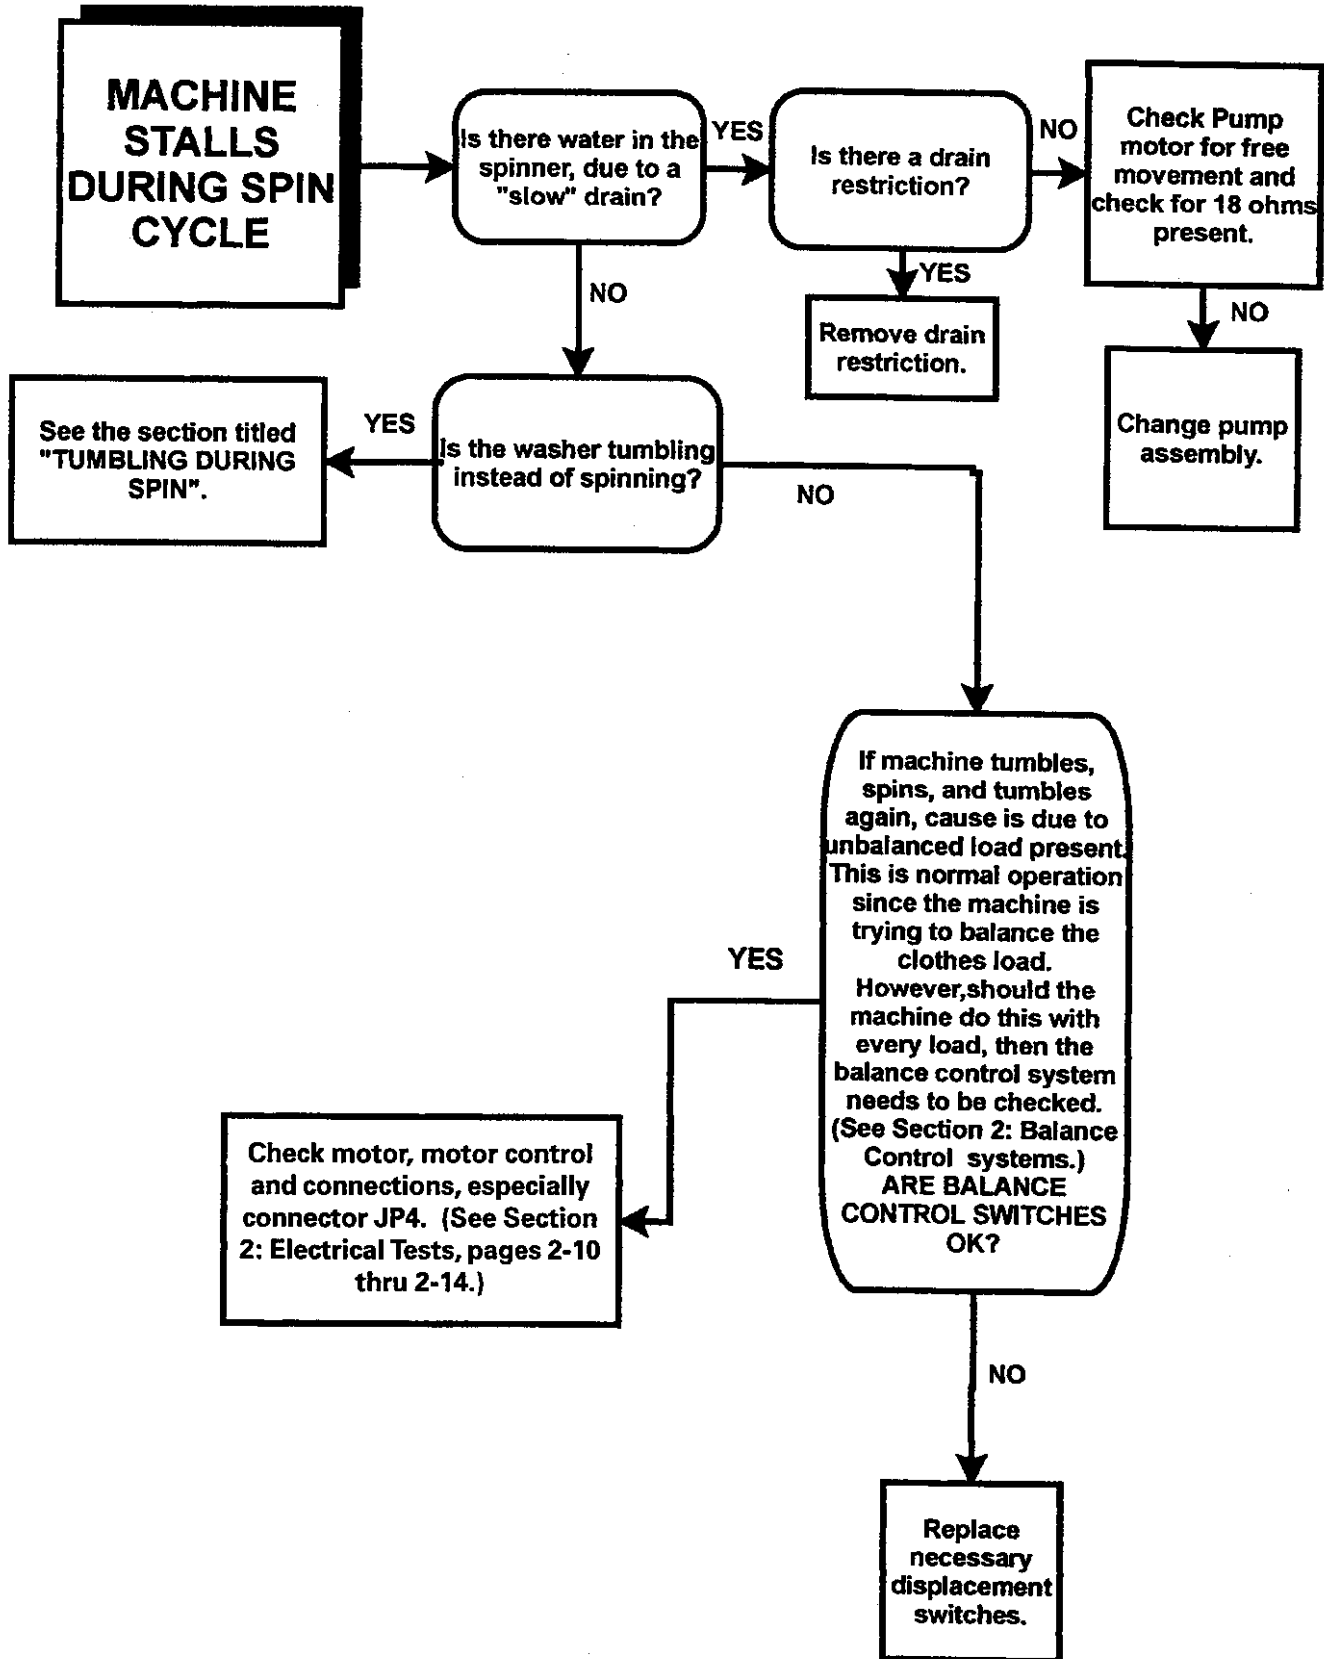 MACHINE
STALLS
DURING SPIN
CYCLE
Is there water in the
spinner, due to a
"slow" drain?
YES
Is there a drain
restriction?
NO
Check Pump
motor for free
movement and
check for 18 ohms
present.
NO
YES
NO
Remove drain
restriction.
Change pump
assembly.
See the section titled
"TUMBLING DURING
SPIN".
YES
Is the washer tumbling
instead of spinning?
NO
If machine tumbles,
spins, and tumbles
again, cause is due to
unbalanced load present.
This is normal operation
since the machine is
trying to balance the
clothes load.
However,should the
machine do this with
every load, then the
balance control system
needs to be checked.
(See Section 2: Balance
Control systems.)
ARE BALANCE
CONTROL SWITCHES
OK?
YES
Check motor, motor control
and connections, especially
connector JP4. (See Section
2: Electrical Tests, pages 2-10
thru 2-14.)
NO
Replace
necessary
displacement
switches.